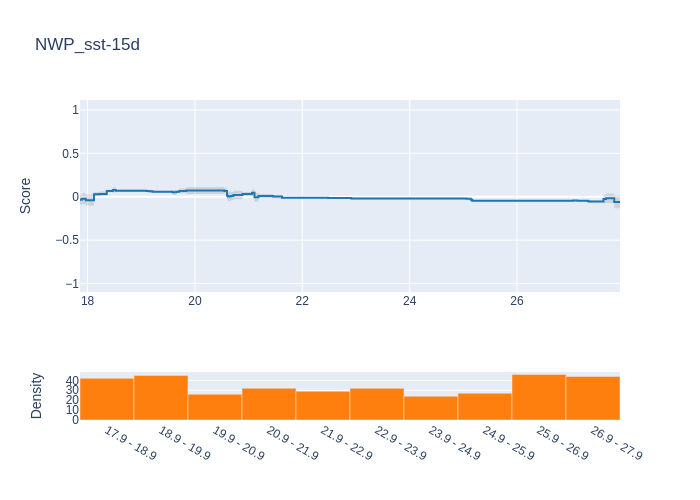 NWP_sst-15d
Score
1
0.5
0
−0.5
−1
18
20
22
24
26
Density
40
30
20
10
0
17.9 - 18.9
18.9 - 19.9
19.9 - 20.9
20.9 - 21.9
21.9 - 22.9
22.9 - 23.9
23.9 - 24.9
24.9 - 25.9
25.9 - 26.9
26.9 - 27.9